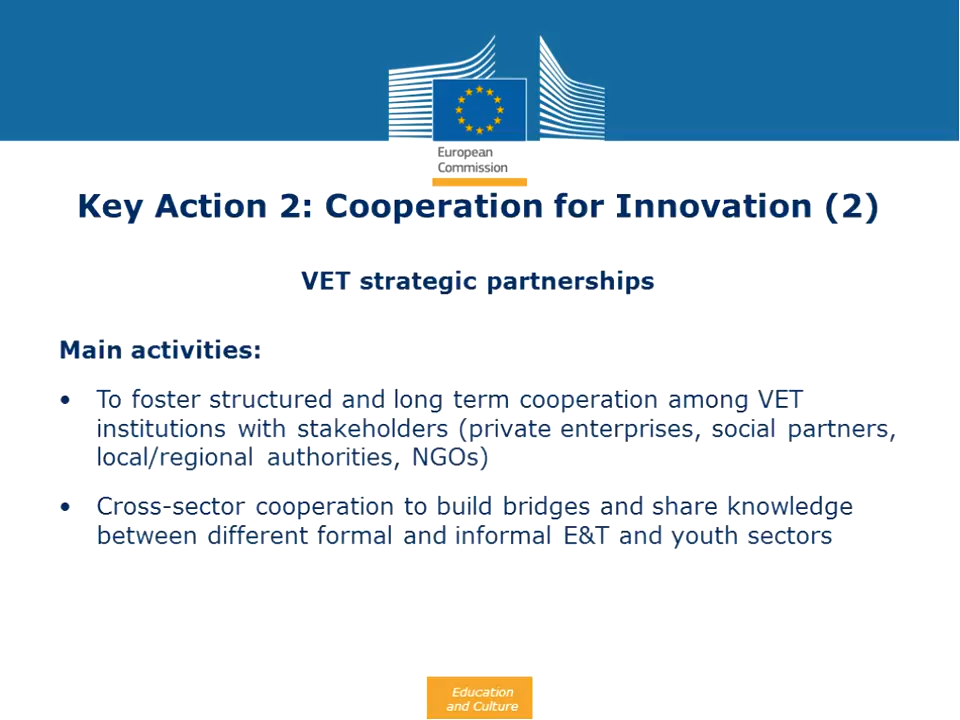 European
Commission
Key Action 2: Cooperation for Innovation (2)
VET strategic partnerships
Main activities:
• To foster structured and long term cooperation among VET
institutions with stakeholders (private enterprises, social partners,
local/regional authorities, NGOs)
• Cross-sector cooperation to build bridges and share knowledge
between different formal and informal E&T and youth sectors
Education
and Culture